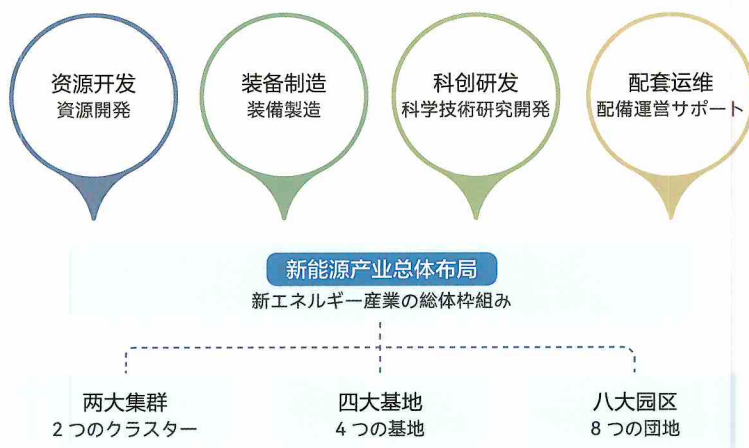 资源开发
資源開発
装备制造
装備製造
科创研发
科学技術研究開発
配套运维
配備運営サポート
新能源产业总体布局
新エネルギー産業の総体枠組み
两大集群
2つのクラスター
四大基地
4つの基地
八大园区
8つの団地